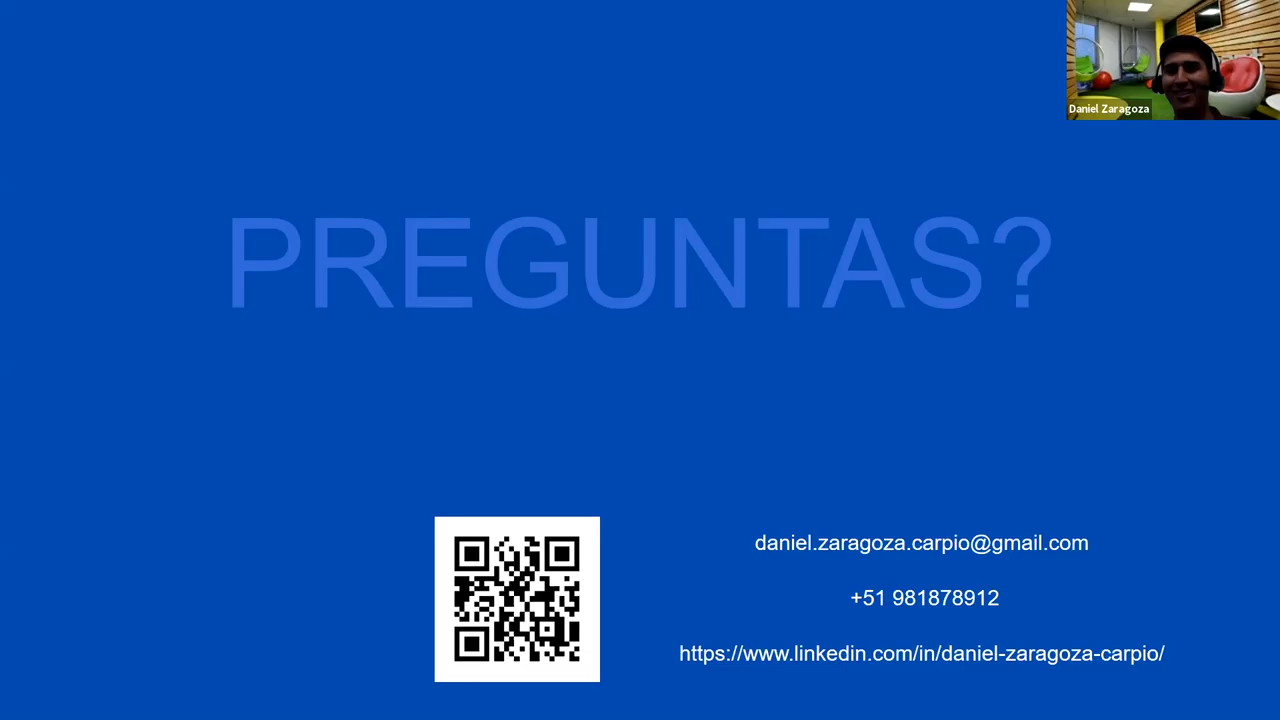 Daniel Zaragoza
PREGUNTAS?
daniel.zaragoza.carpio@gmail.com
+51 981878912
https://www.linkedin.com/in/daniel-zaragoza-carpio/